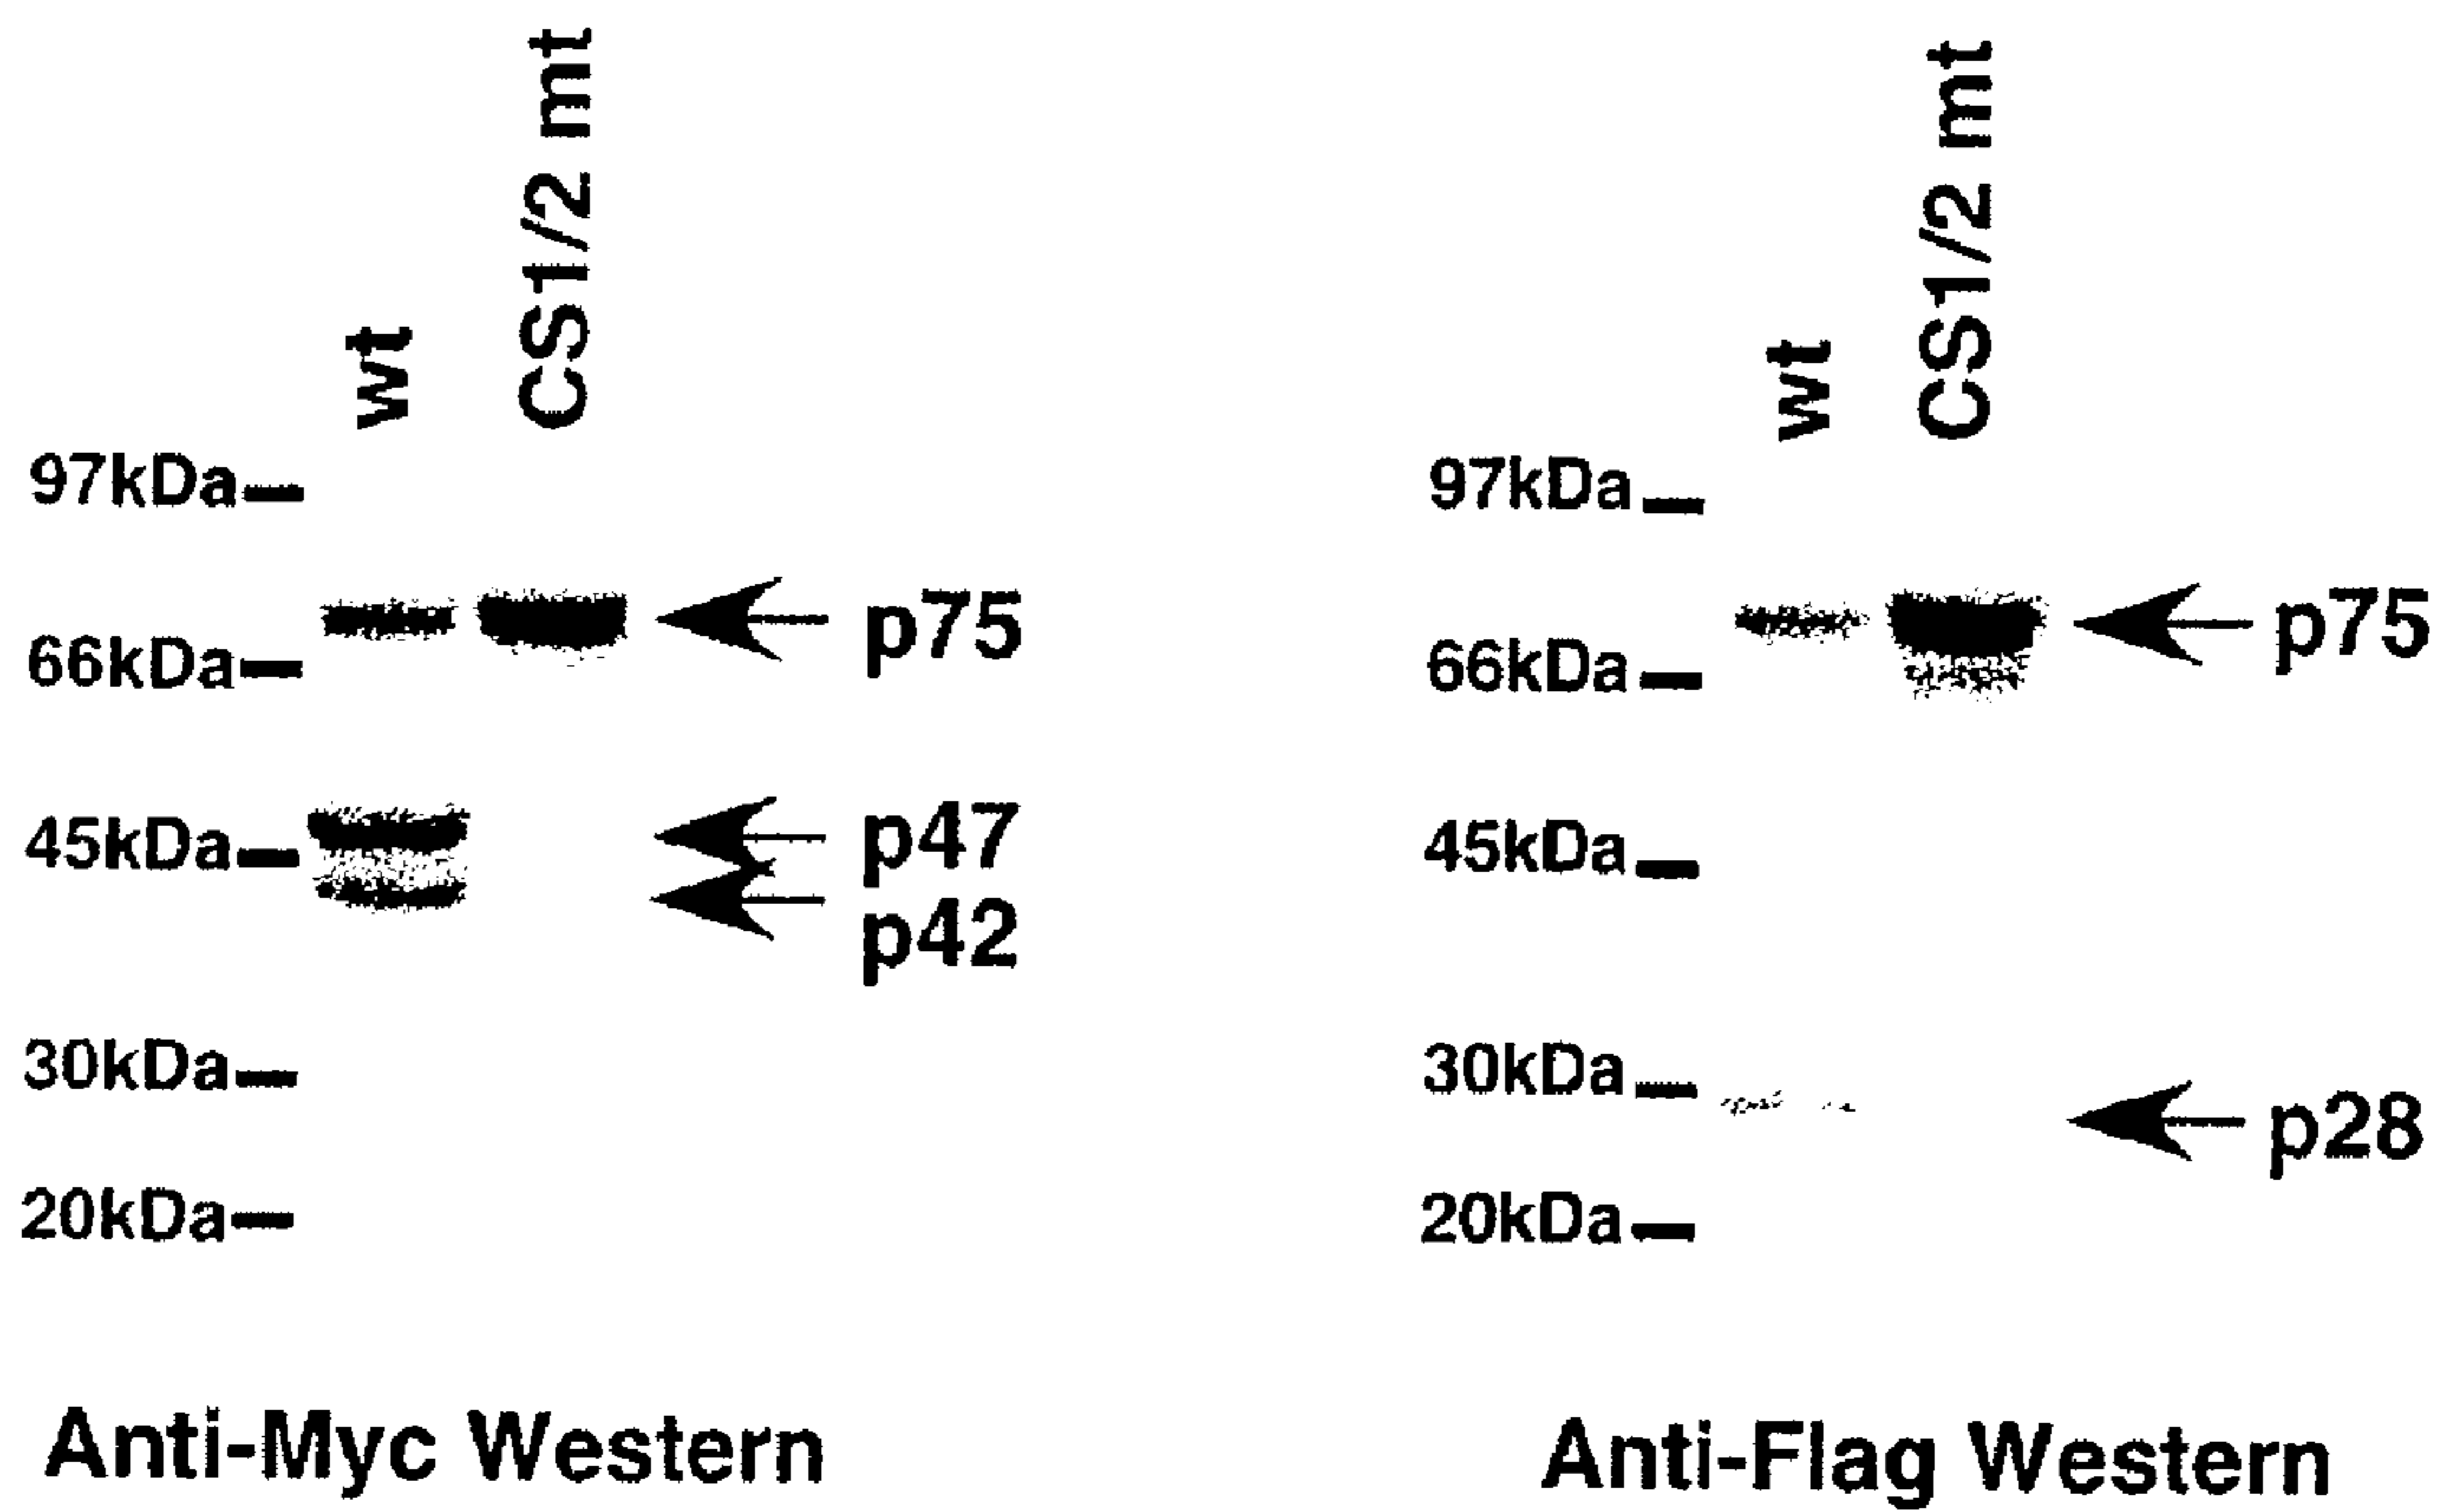 wt
CS1/2 mt
97kDa
66kDa
45kDa
30kDa
20kDa
p75
p47
p42
Anti-Myc Western
wt
CS1/2 mt
97kDa
66kDa
45kDa
30kDa
20kDa
p75
p28
Anti-Flag Western